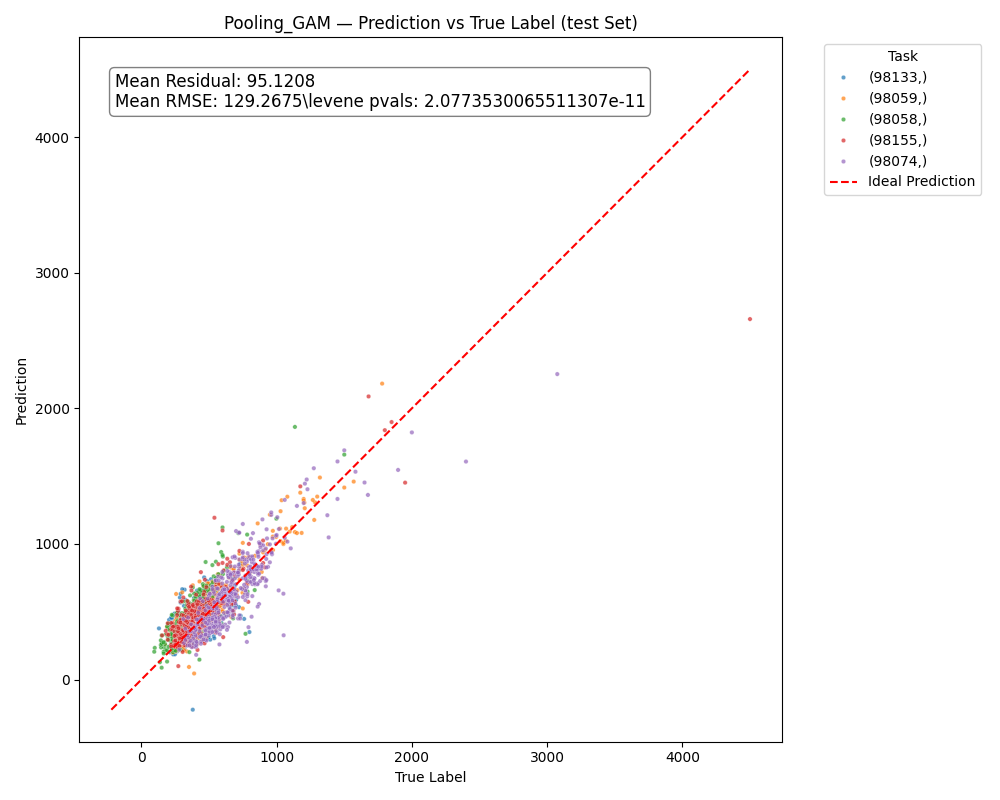 Pooling_GAM — Prediction vs True Label (test Set)
Mean Residual: 95.1208
Mean RMSE: 129.2675\levene pvals: 2.0773530065511307e-11
Task
(98133,)
(98059,)
(98058,)
(98155,)
(98074,)
Ideal Prediction
Prediction
4000
3000
2000
1000
0
0 1000 2000 3000 4000
True Label